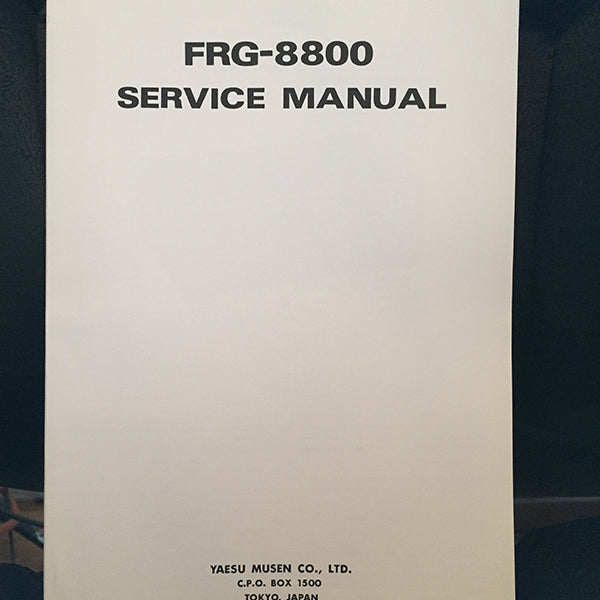 FRG-8800
SERVICE MANUAL
YAESU MUSEN CO., LTD.
C.P.O. BOX 1500
TOKYO, JAPAN